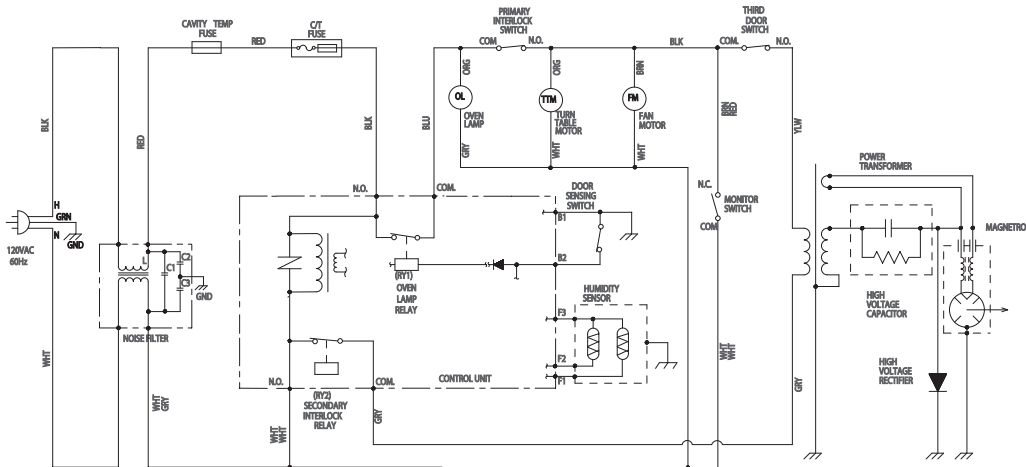 CAVITY TEMP
FUSE
RED
C/T
FUSE
PRIMARY
INTERLOCK
SWITCH
COM
N.O.
BLK
THIRD
DOOR
SWITCH
COM.
N.O.
BLK
RED
BLK
BLU
ORG
OL
OVEN
LAMP
GRY
ORG
TTM
TURN
TABLE
MOTOR
WHT
BRN
FM
FAN
MOTOR
WHT
BRN
RED
YLW
H
GRN
GND
N
120VAC
60Hz
N.O.
COM.
DOOR
SENSING
SWITCH
B1
B2
N.C.
MONITOR
SWITCH
COM
POWER
TRANSFORMER
MAGNETRO
L
C1
C2
C3
GND
NOISE FILTER
(RY1)
OVEN
LAMP
RELAY
HUMIDITY
SENSOR
F3
F2
F1
HIGH
VOLTAGE
CAPACITOR
WHT
WHT
GRY
N.O.
(RY2)
SECONDARY
INTERLOCK
RELAY
COM.
CONTROL UNIT
WHT
WHT
GRY
WHT
WHT
GRY
HIGH
VOLTAGE
RECTIFIER